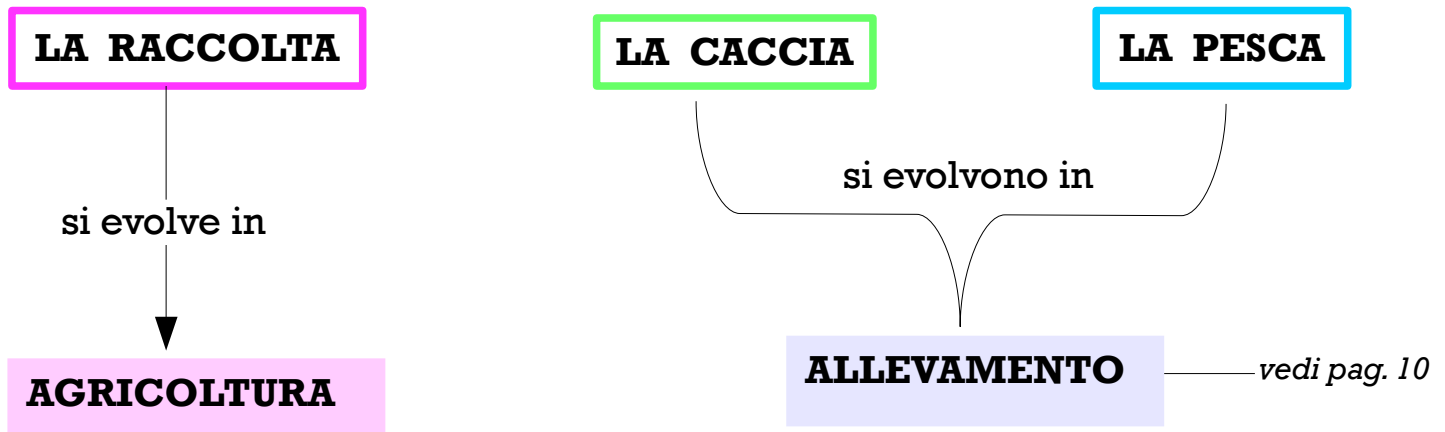 LA RACCOLTA
LA CACCIA
LA PESCA
si evolve in
si evolvono in
AGRICOLTURA
ALLEVAMENTO
vedi pag. 10